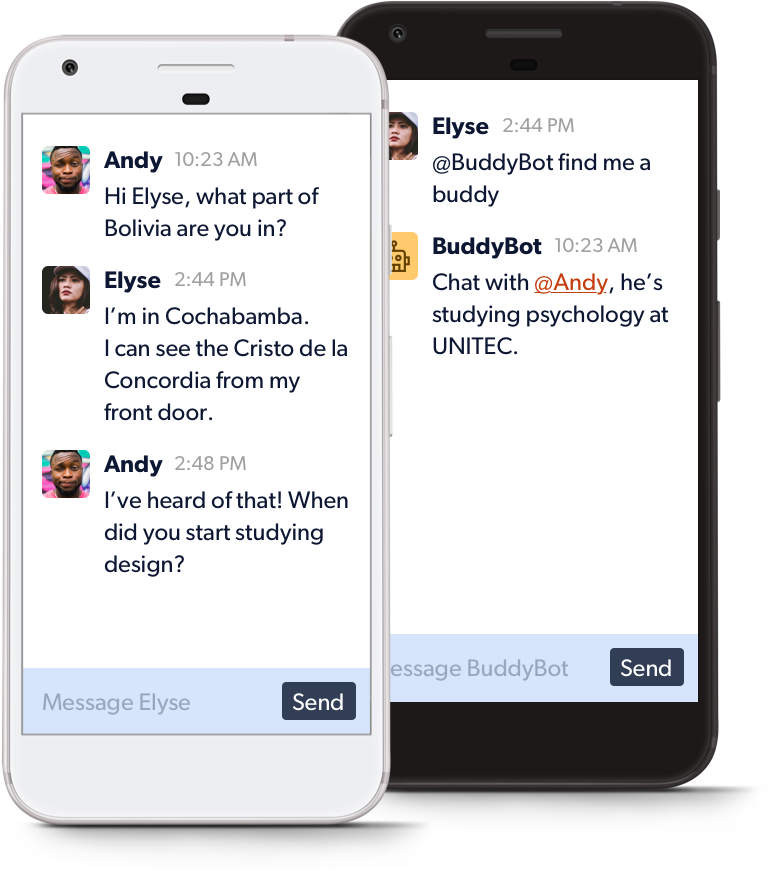 Andy 10:23 AM
Hi Elyse, what part of
Bolivia are you in?
Elyse 2:44 PM
I’m in Cochabamba.
I can see the Cristo de la
Concordia from my
front door.
Andy 2:48 PM
I’ve heard of that! When
did you start studying
design?
Message Elyse Send
Elyse 2:44 PM
@BuddyBot find me a
buddy
BuddyBot 10:23 AM
Chat with @Andy, he’s
studying psychology at
UNITEC.
essage BuddyBot Send